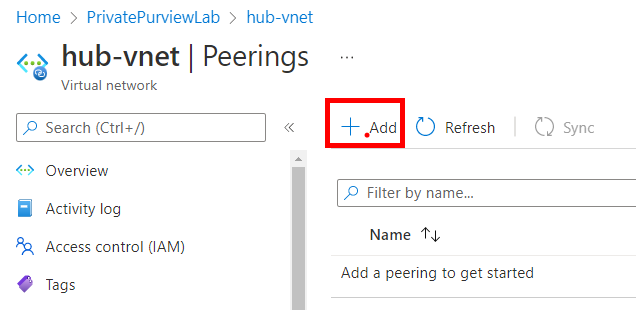 Home > PrivatePurviewLab > hub-vnet
hub-vnet | Peerings ...
Virtual network
Search (Ctrl+/) «
+ Add Refresh Sync
Overview
Activity log
Access control (IAM)
Tags
Filter by name...
Name ↑↓
Add a peering to get started